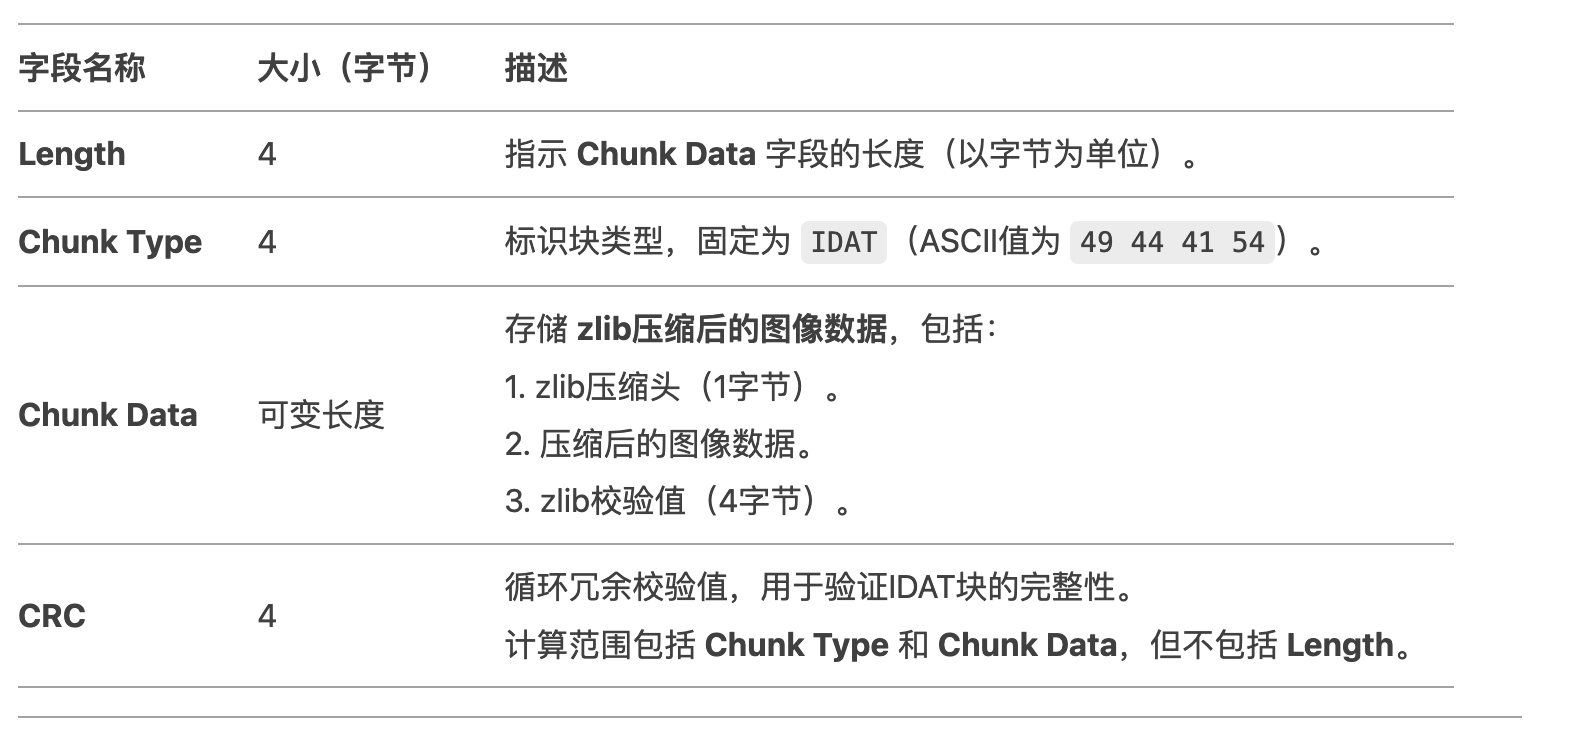 字段名称 大小（字节） 描述
Length 4 指示 Chunk Data 字段的长度（以字节为单位）。
Chunk Type 4 标识块类型，固定为 IDAT（ASCII值为 49 44 41 54）。
存储 zlib压缩后的图像数据，包括：
1. zlib压缩头（1字节）。
Chunk Data 可变长度
2. 压缩后的图像数据。
3. zlib校验值（4字节）。
循环冗余校验值，用于验证IDAT块的完整性。
CRC 4
计算范围包括 Chunk Type 和 Chunk Data，但不包括 Length。